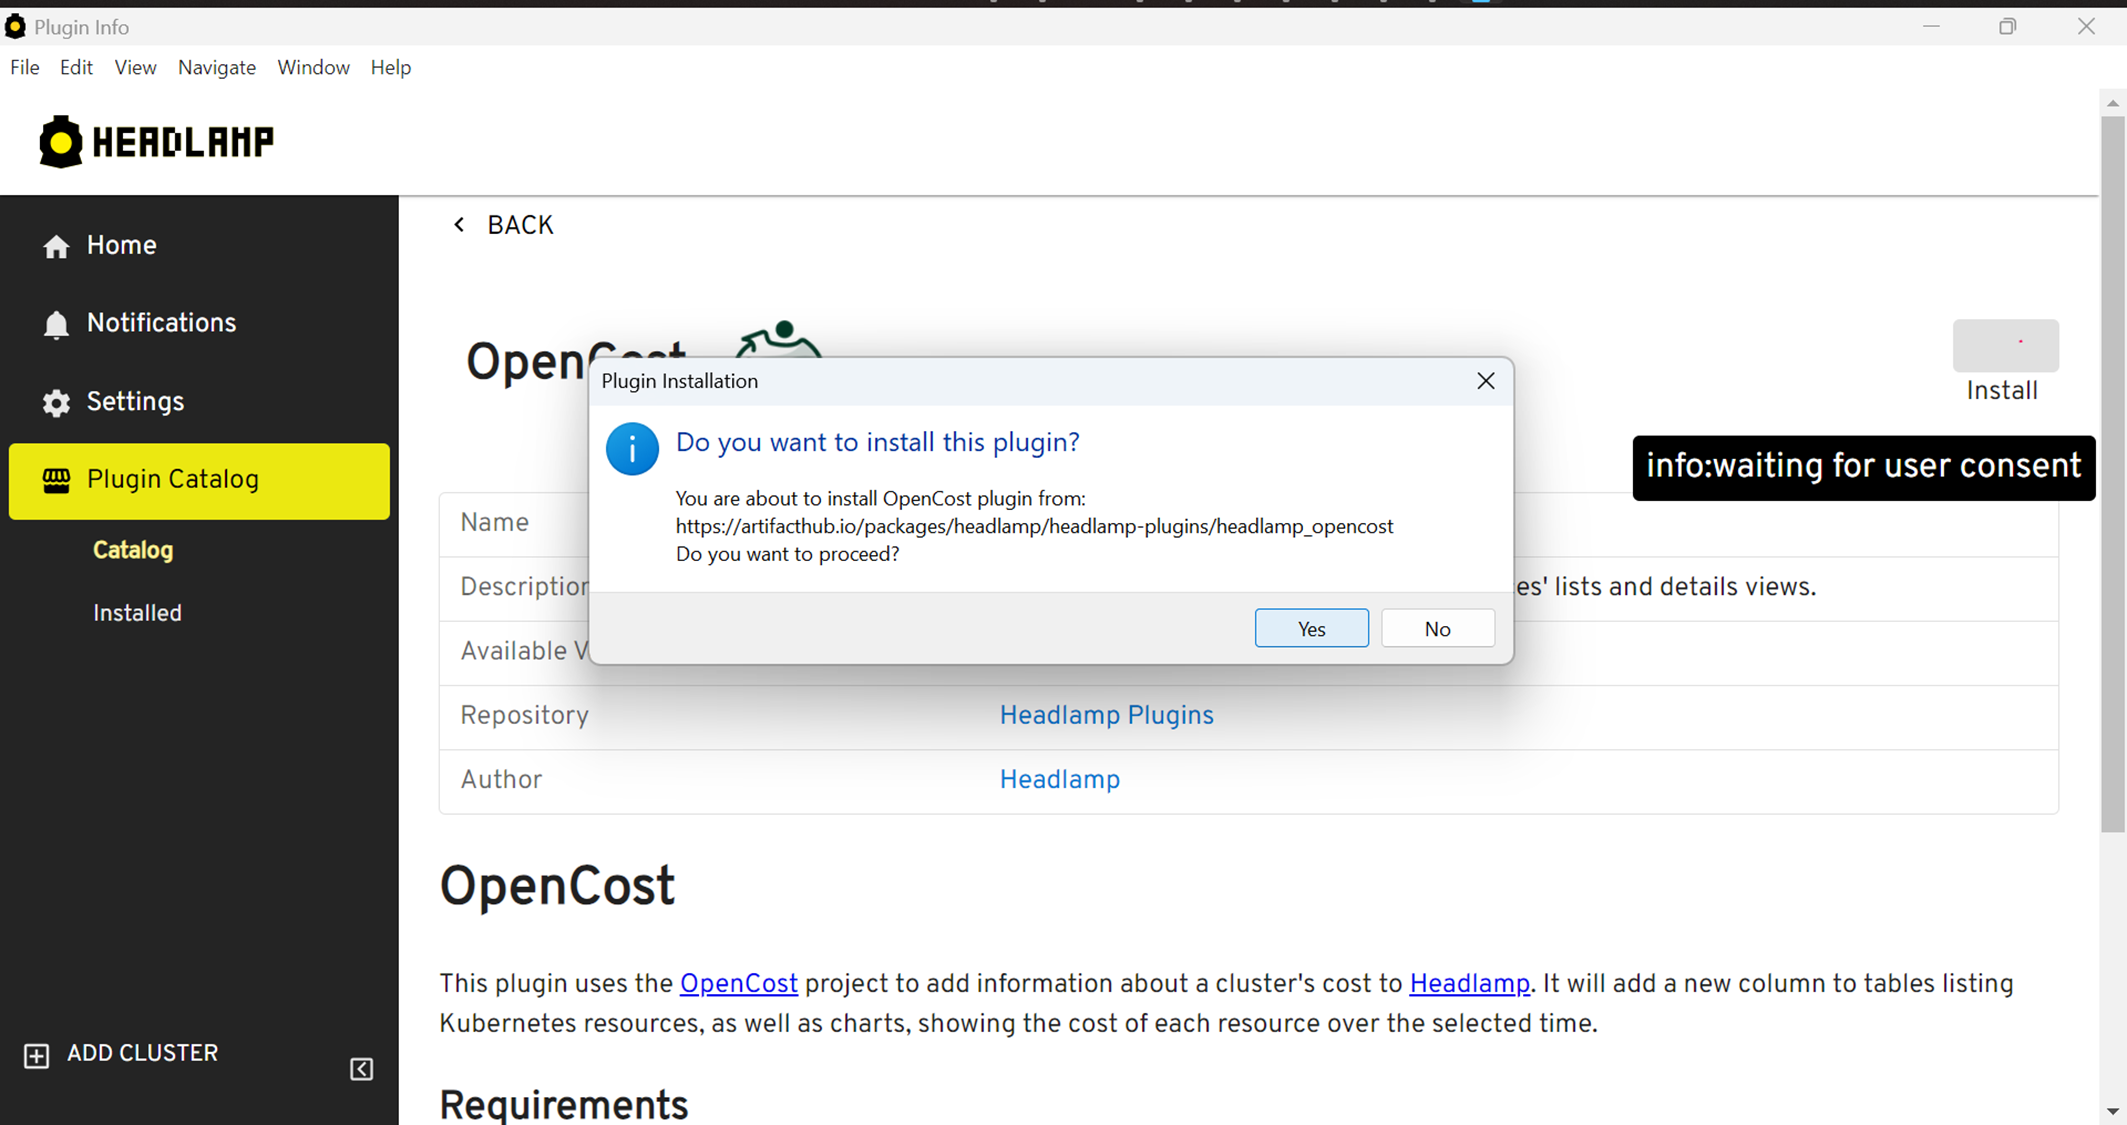 Plugin Info
File Edit View Navigate Window Help
HEADLAMP
Home
Notifications
Settings
Plugin Catalog
Catalog
Installed
ADD CLUSTER
BACK
OpenCost
Install
info:waiting for user consent
Plugin Installation
Do you want to install this plugin?
You are about to install OpenCost plugin from:
https://artifacthub.io/packages/headlamp/headlamp-plugins/headlamp_opencost
Do you want to proceed?
Yes No
Name
Description es' lists and details views.
Available V
Repository Headlamp Plugins
Author Headlamp
OpenCost
This plugin uses the OpenCost project to add information about a cluster's cost to Headlamp. It will add a new column to tables listing
Kubernetes resources, as well as charts, showing the cost of each resource over the selected time.
Requirements